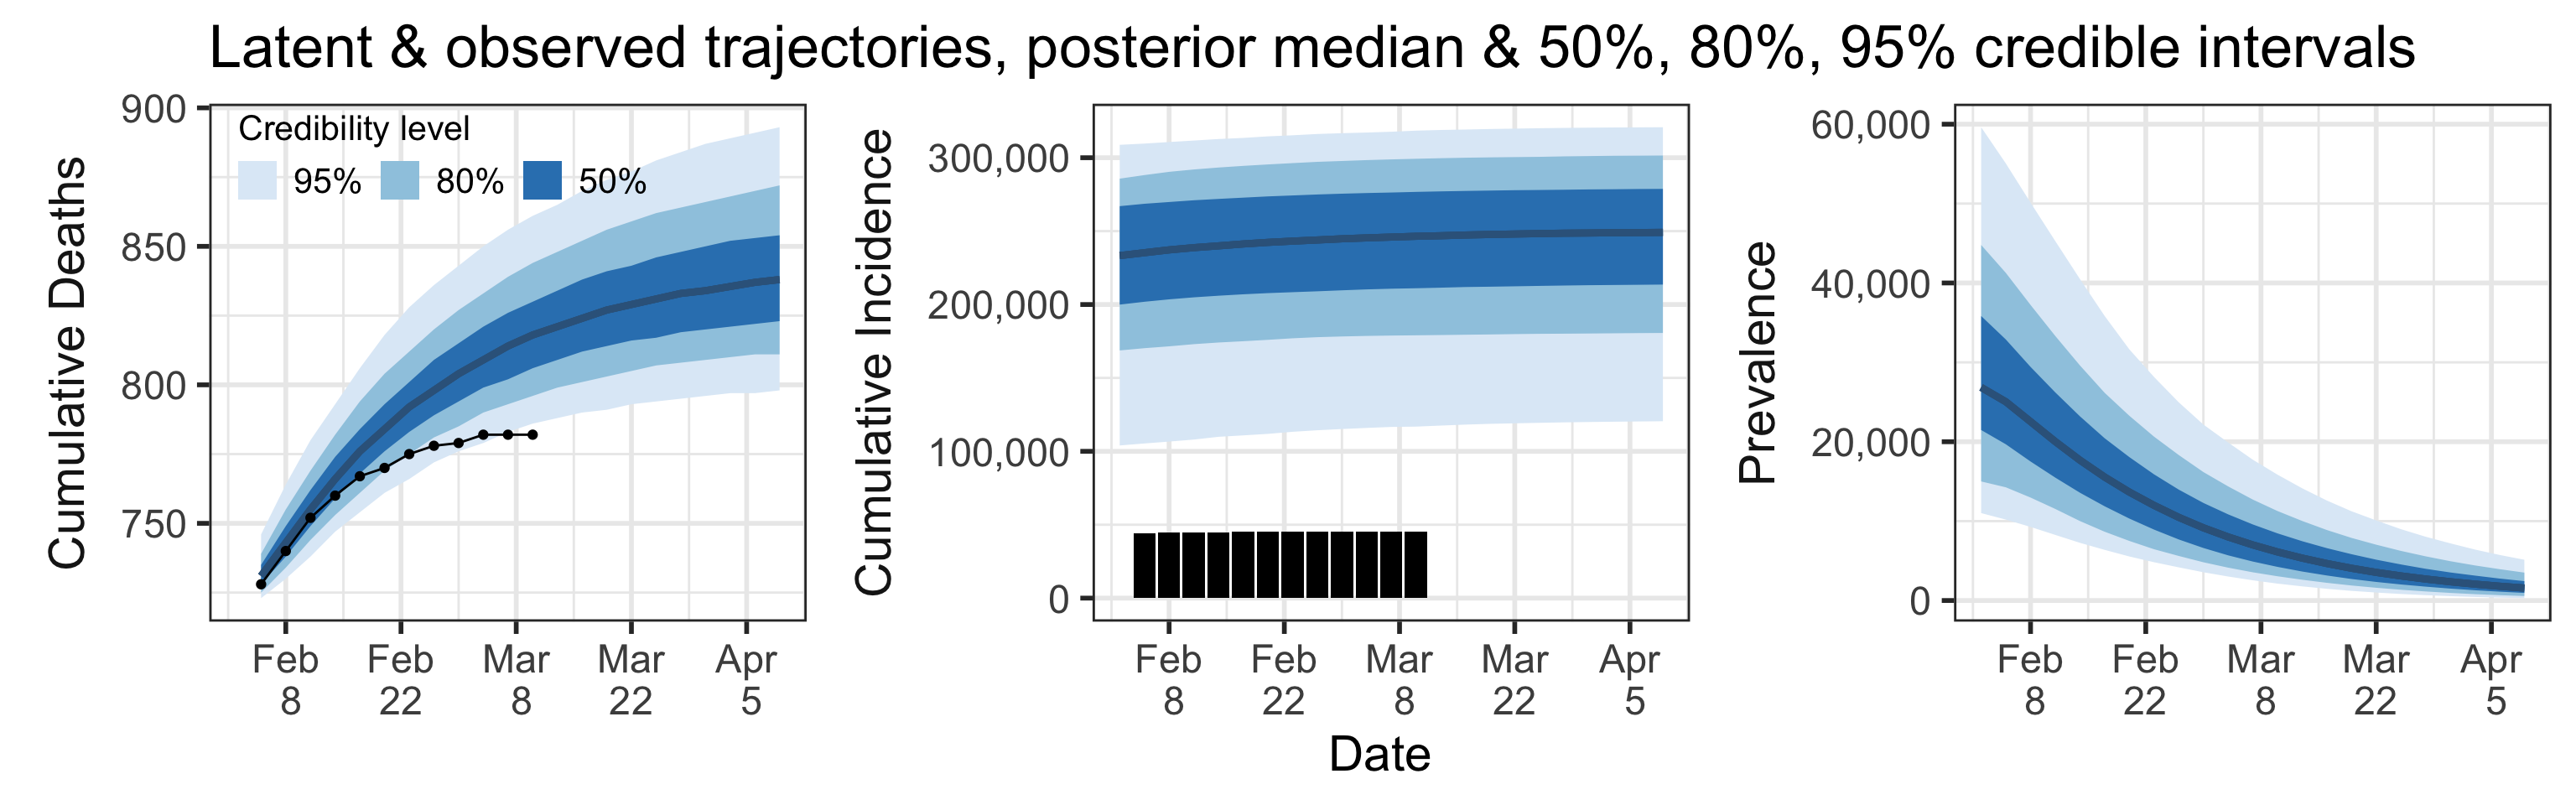 Latent & observed trajectories, posterior median & 50%, 80%, 95% credible intervals
Cumulative Deaths
900
850
800
750
Credibility level
95% 80% 50%
Feb 8
Feb 22
Mar 8
Mar 22
Apr 5
Cumulative Incidence
300,000
200,000
100,000
0
Feb 8
Feb 22
Mar 8
Mar 22
Apr 5
Date
Prevalence
60,000
40,000
20,000
0
Feb 8
Feb 22
Mar 8
Mar 22
Apr 5